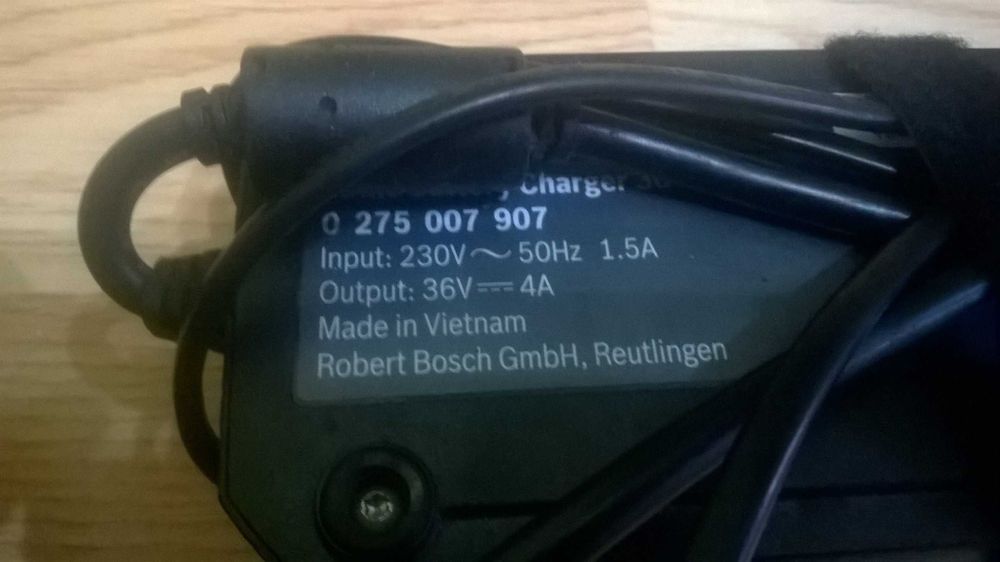 Charger
0 275 007 907
Input: 230V ~ 50Hz 1.5A
Output: 36V ⎓ 4A
Made in Vietnam
Robert Bosch GmbH, Reutlingen